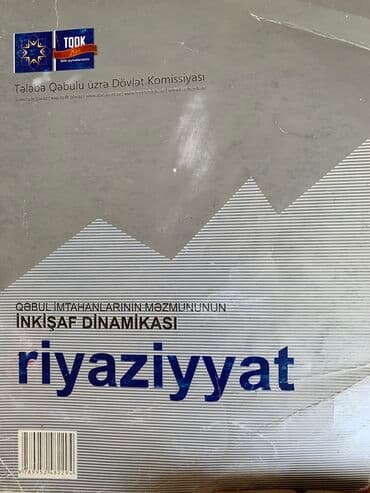 TQDK
Tələbə Qəbulu üzrə Dövlət Komissiyası
QƏBUL İMTAHANLARININ MƏZMUNUNUN
İNKİŞAF DİNAMİKASI
riyaziyyat